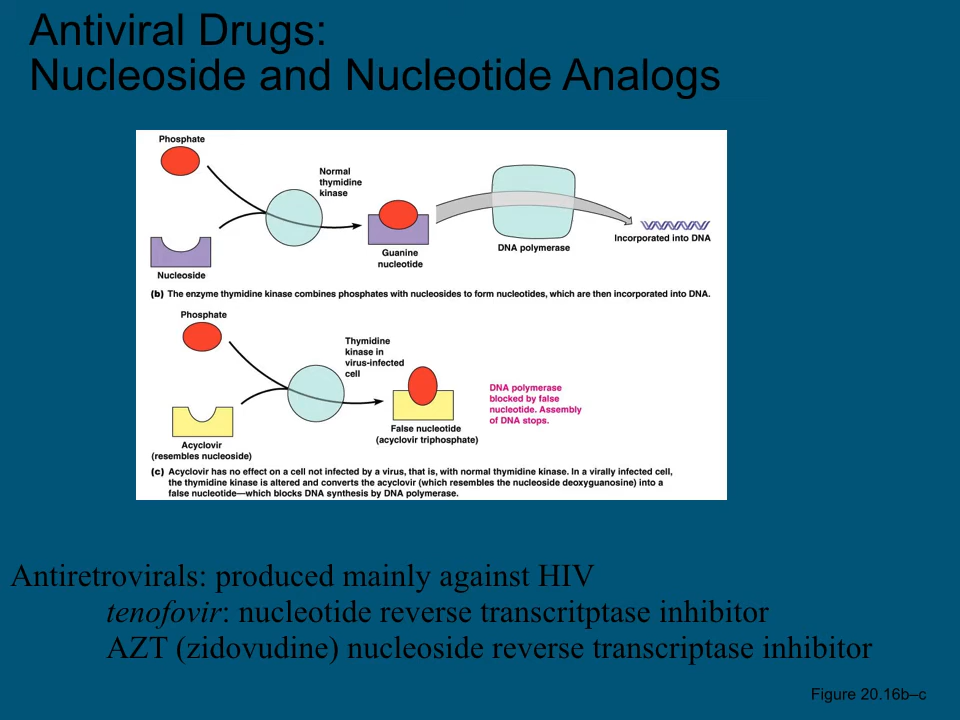 Antiviral Drugs:
Nucleoside and Nucleotide Analogs
Phosphate
Normal
thymidine
kinase
Nucleoside
Guanine
nucleotide
DNA polymerase
Incorporated into DNA
(b) The enzyme thymidine kinase combines phosphates with nucleosides to form nucleotides, which are then incorporated into DNA.
Phosphate
Thymidine
kinase in
virus-infected
cell
Acyclovir
(resembles nucleoside)
False nucleotide
(acyclovir triphosphate)
DNA polymerase
blocked by false
nucleotide. Assembly
of DNA stops.
(c) Acyclovir has no effect on a cell not infected by a virus, that is, with normal thymidine kinase. In a virally infected cell,
the thymidine kinase is altered and converts the acyclovir (which resembles the nucleoside deoxyguanosine) into a
false nucleotide—which blocks DNA synthesis by DNA polymerase.
Antiretrovirals: produced mainly against HIV
tenofovir: nucleotide reverse transcritptase inhibitor
AZT (zidovudine) nucleoside reverse transcriptase inhibitor
Figure 20.16b–c